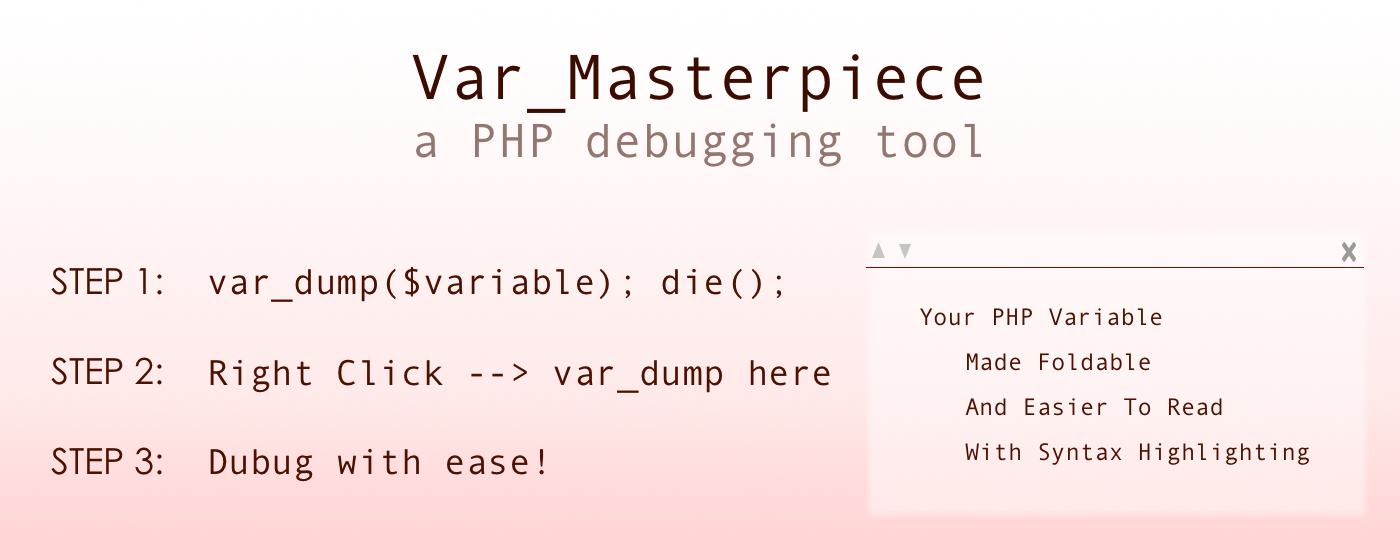 Var_Masterpiece
a PHP debugging tool
STEP 1: var_dump($variable); die();
STEP 2: Right Click --> var_dump here
STEP 3: Dubug with ease!
Your PHP Variable
Made Foldable
And Easier To Read
With Syntax Highlighting